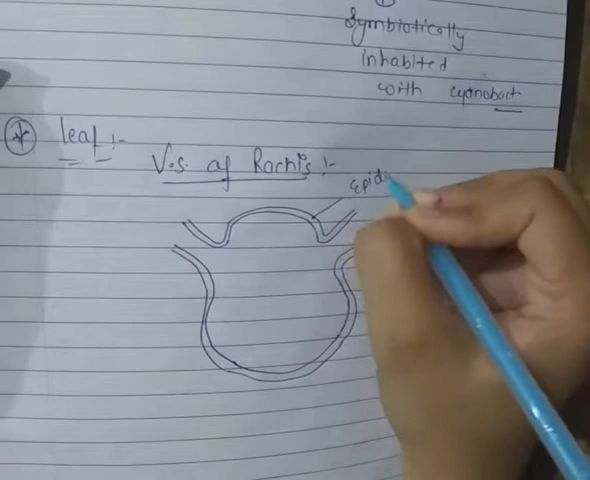 Symbiotically
inhabited
with cyanobact
* leaf :-
V.S. of Rachis :-
Epid